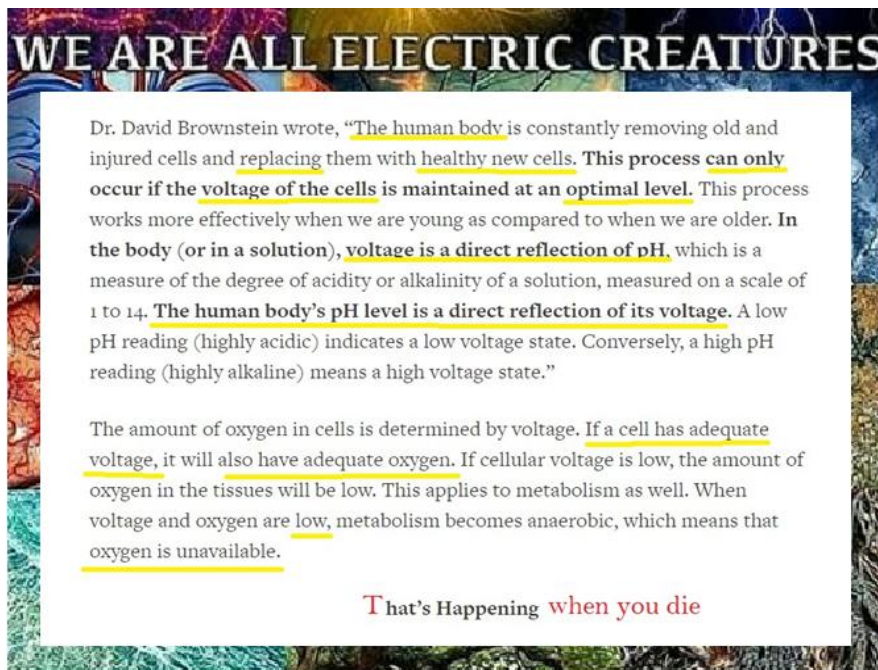 WE ARE ALL ELECTRIC CREATURES
Dr. David Brownstein wrote, “The human body is constantly removing old and
injured cells and replacing them with healthy new cells. This process can only
occur if the voltage of the cells is maintained at an optimal level. This process
works more effectively when we are young as compared to when we are older. In
the body (or in a solution), voltage is a direct reflection of pH, which is a
measure of the degree of acidity or alkalinity of a solution, measured on a scale of
1 to 14. The human body’s pH level is a direct reflection of its voltage. A low
pH reading (highly acidic) indicates a low voltage state. Conversely, a high pH
reading (highly alkaline) means a high voltage state.”
The amount of oxygen in cells is determined by voltage. If a cell has adequate
voltage, it will also have adequate oxygen. If cellular voltage is low, the amount of
oxygen in the tissues will be low. This applies to metabolism as well. When
voltage and oxygen are low, metabolism becomes anaerobic, which means that
oxygen is unavailable.
That’s Happening when you die